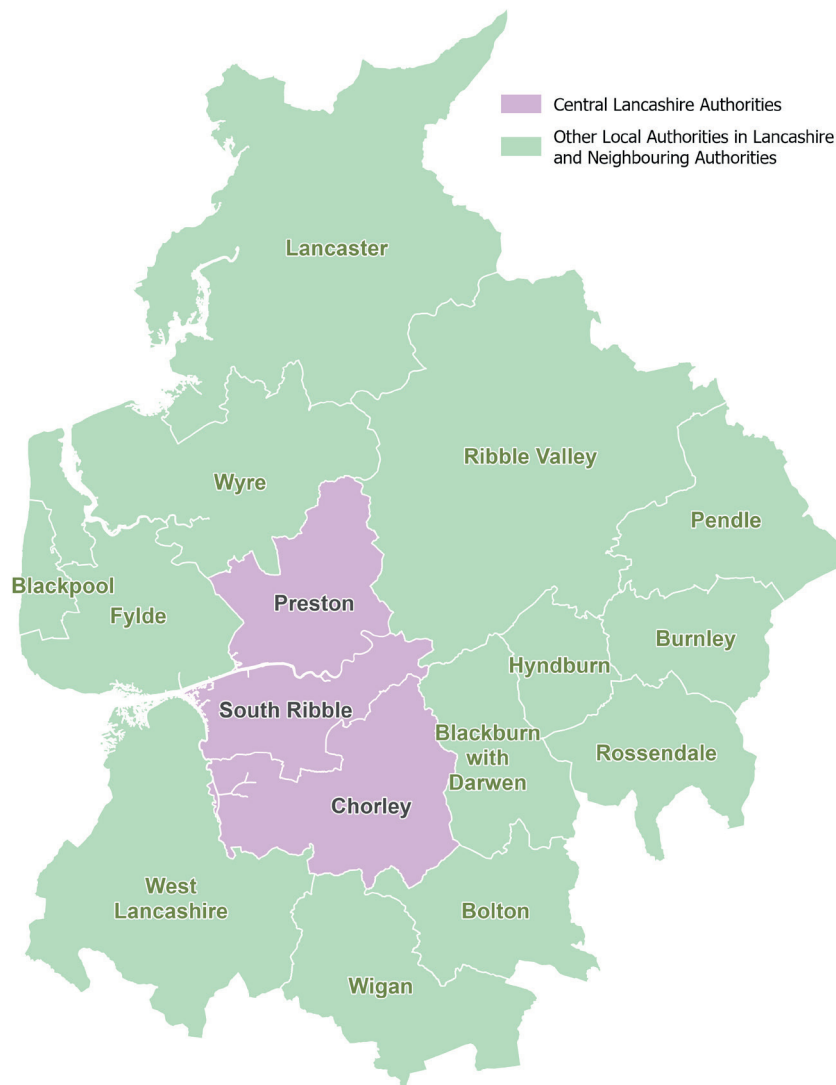 Central Lancashire Authorities
Other Local Authorities in Lancashire
and Neighbouring Authorities
Lancaster
Ribble Valley
Wyre
Pendle
Blackpool
Fylde
Preston
Burnley
Hyndburn
South Ribble
Blackburn
with
Darwen
Rossendale
Chorley
West
Lancashire
Bolton
Wigan